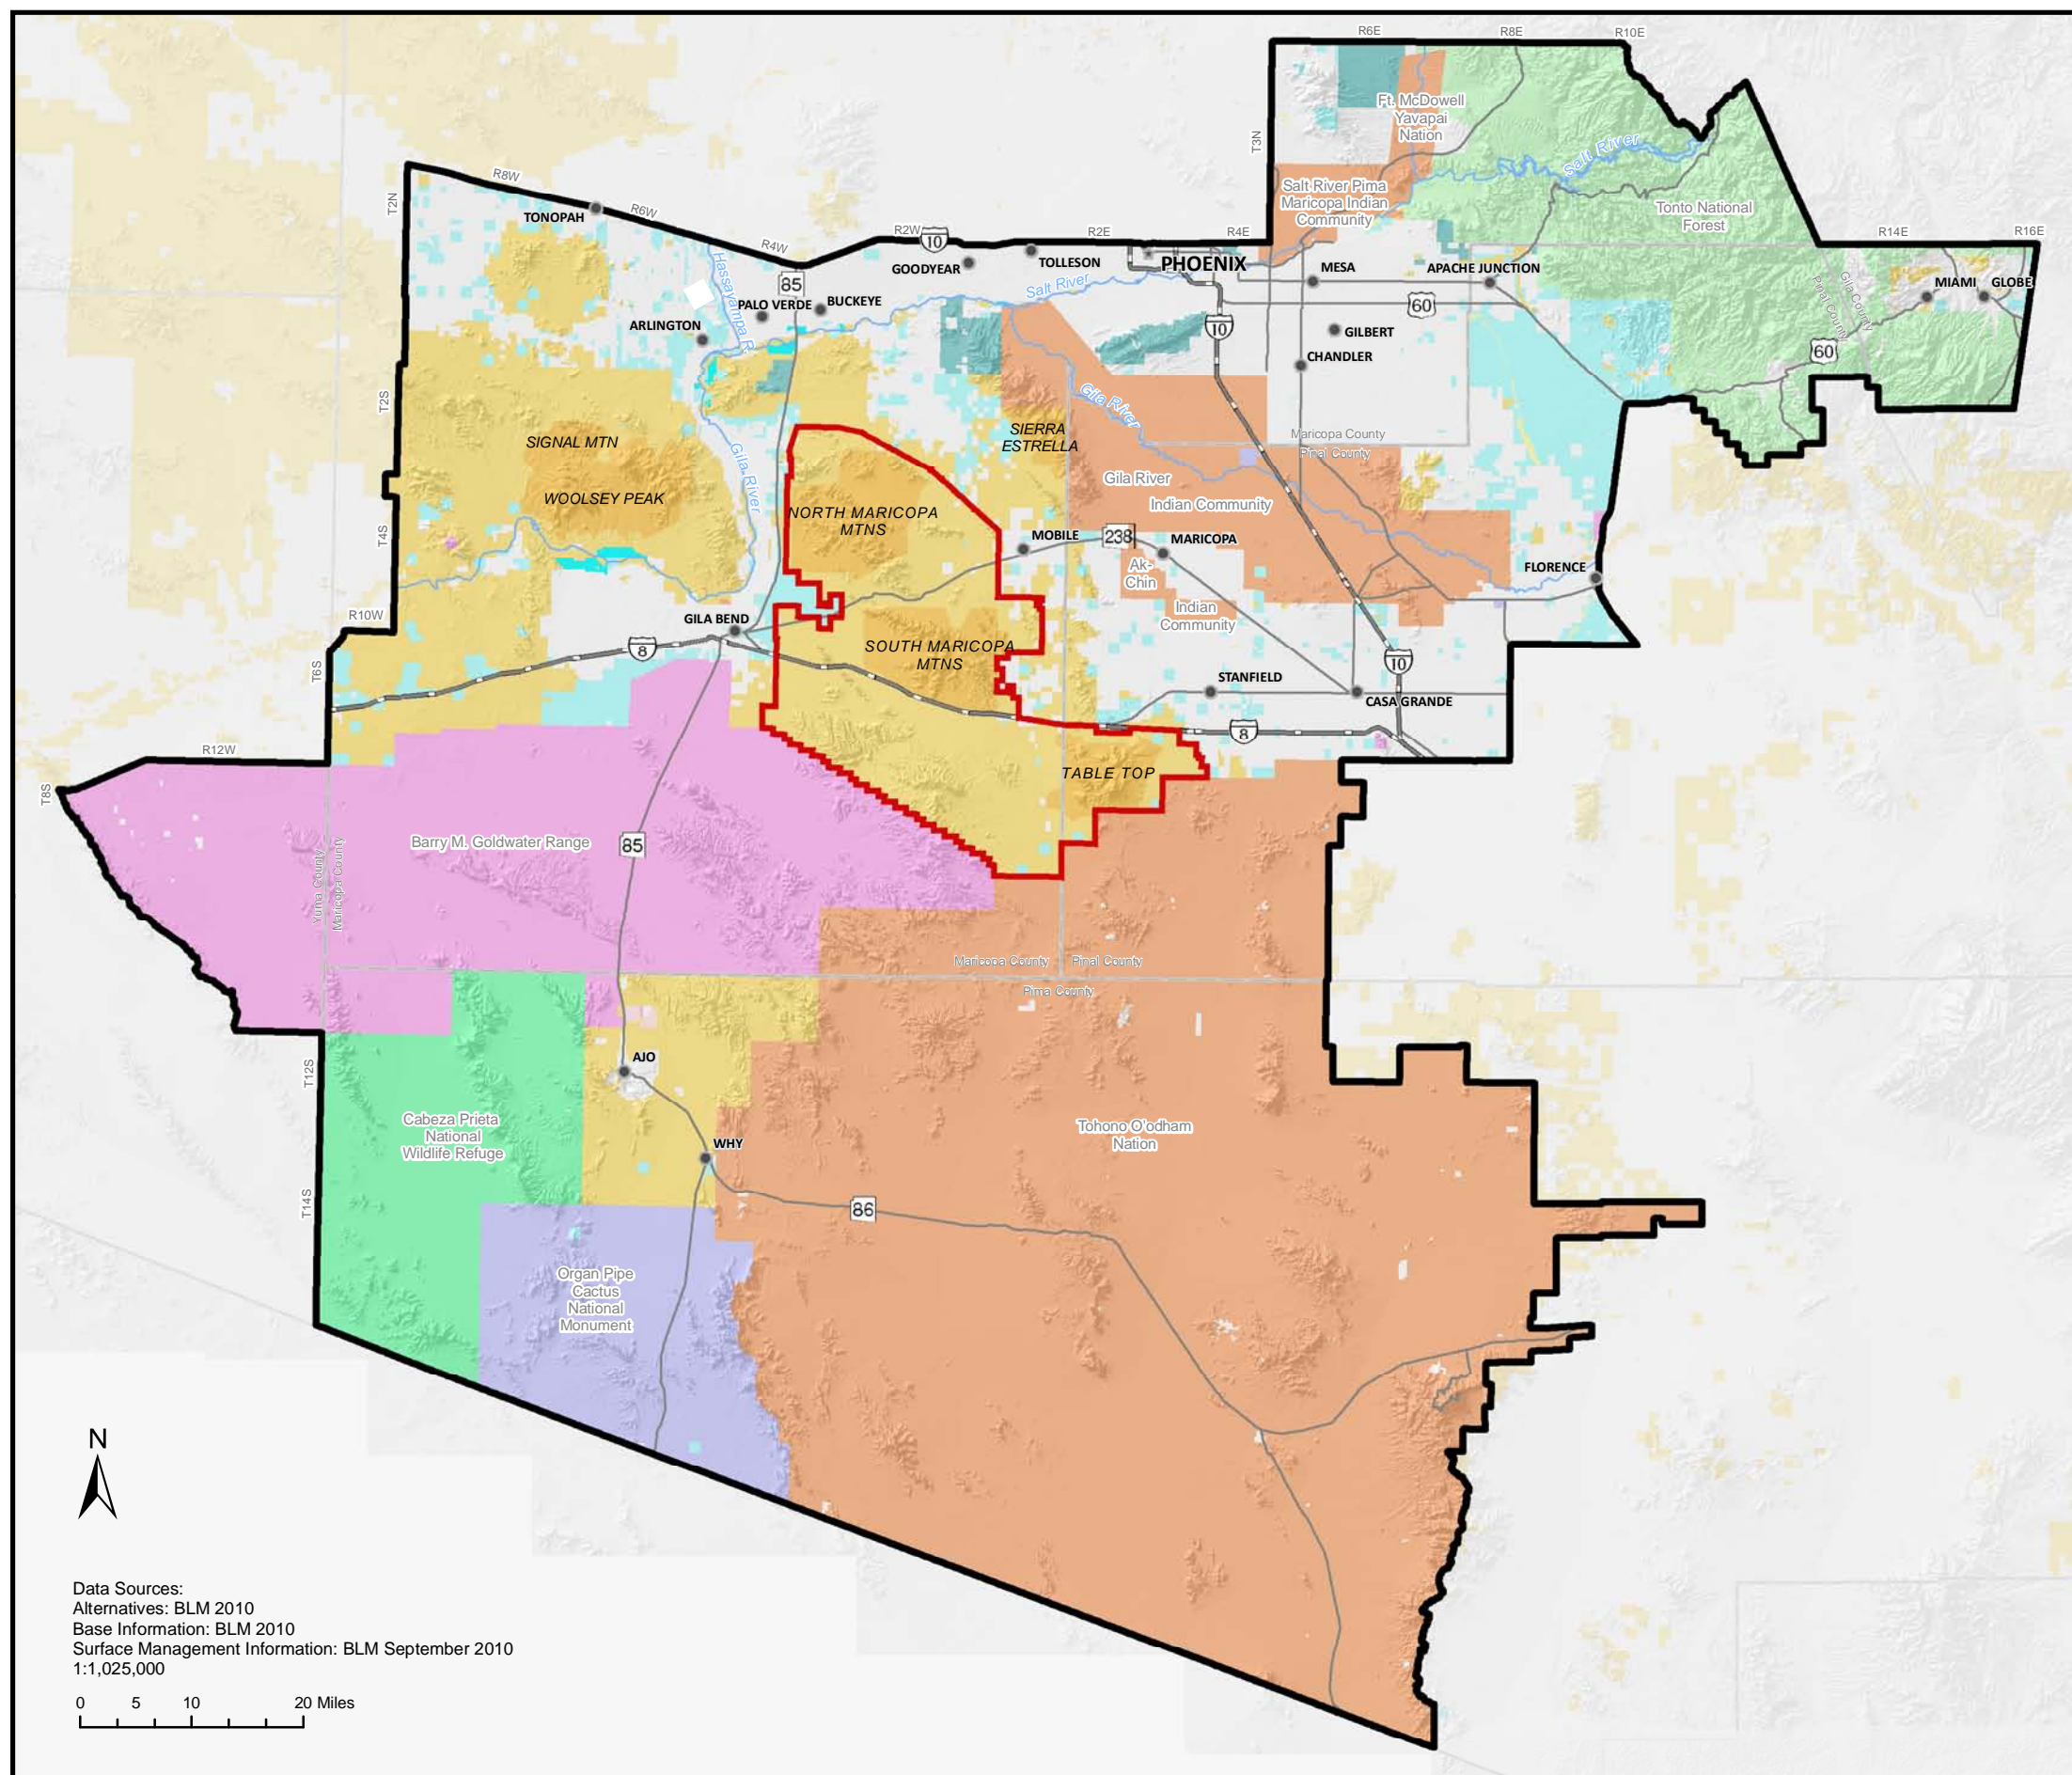 R6E
R8E
R10E
Ft. McDowell
Yavapai
Nation
T3N
Salt River
R8W
T2N
Salt River Pima
Maricopa Indian
Community
Tonto National
Forest
TONOPAH
R6W
R4W
R2W
10
R2E
R4E
R14E
R16E
GOODYEAR
TOLLESON
PHOENIX
MESA
APACHE JUNCTION
Hassayampa R.
85
Salt River
Gila County
Pinal County
MIAMI
GLOBE
PALO VERDE
BUCKEYE
60
ARLINGTON
10
GILBERT
CHANDLER
60
T2S
Gila River
SIGNAL MTN
SIERRA
ESTRELLA
Maricopa County
Pinal County
Gila River
WOOLSEY PEAK
Gila River
Indian Community
NORTH MARICOPA
MTNS
T4S
MOBILE
238
MARICOPA
Ak-
Chin
FLORENCE
R10W
GILA BEND
Indian
Community
8
SOUTH MARICOPA
MTNS
10
T6S
STANFIELD
CASA GRANDE
8
R12W
TABLE TOP
T8S
Barry M. Goldwater Range
85
Yuma County
Maricopa County
Maricopa County
Pinal County
Pima County
AJO
T12S
Cabeza Prieta
National
Wildlife Refuge
Tohono O'odham
Nation
WHY
T14S
86
Organ Pipe
Cactus
National
Monument
N
Data Sources:
Alternatives: BLM 2010
Base Information: BLM 2010
Surface Management Information: BLM September 2010
1:1,025,000
0 5 10 20 Miles